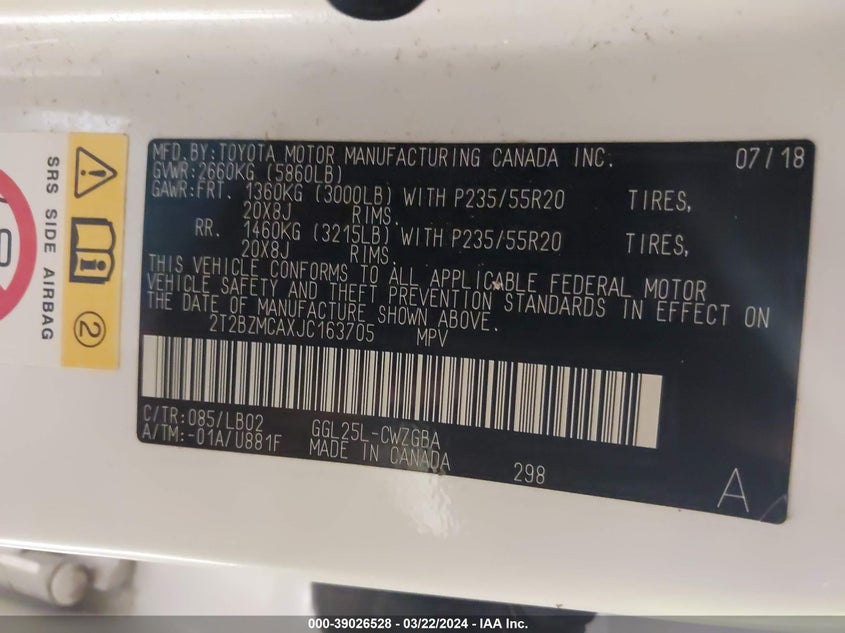 MFD.BY:TOYOTA MOTOR MANUFACTURING CANADA INC. 07/18
GVWR:2660KG (5860LB)
GAWR:FRT. 1360KG (3000LB) WITH P235/55R20 TIRES,
20X8J RIMS.
RR. 1460KG (3215LB) WITH P235/55R20 TIRES,
20X8J RIMS.
THIS VEHICLE CONFORMS TO ALL APPLICABLE FEDERAL MOTOR
VEHICLE SAFETY AND THEFT PREVENTION STANDARDS IN EFFECT ON
THE DATE OF MANUFACTURE SHOWN ABOVE.
2T2BZMCAXJC163705 MPV
C/TR:085/LB02 GGL25L-CWZGBA
A/TM:-01A/U881F MADE IN CANADA 298 A
SRS SIDE AIRBAG
2
000-39026528 - 03/22/2024 - IAA Inc.